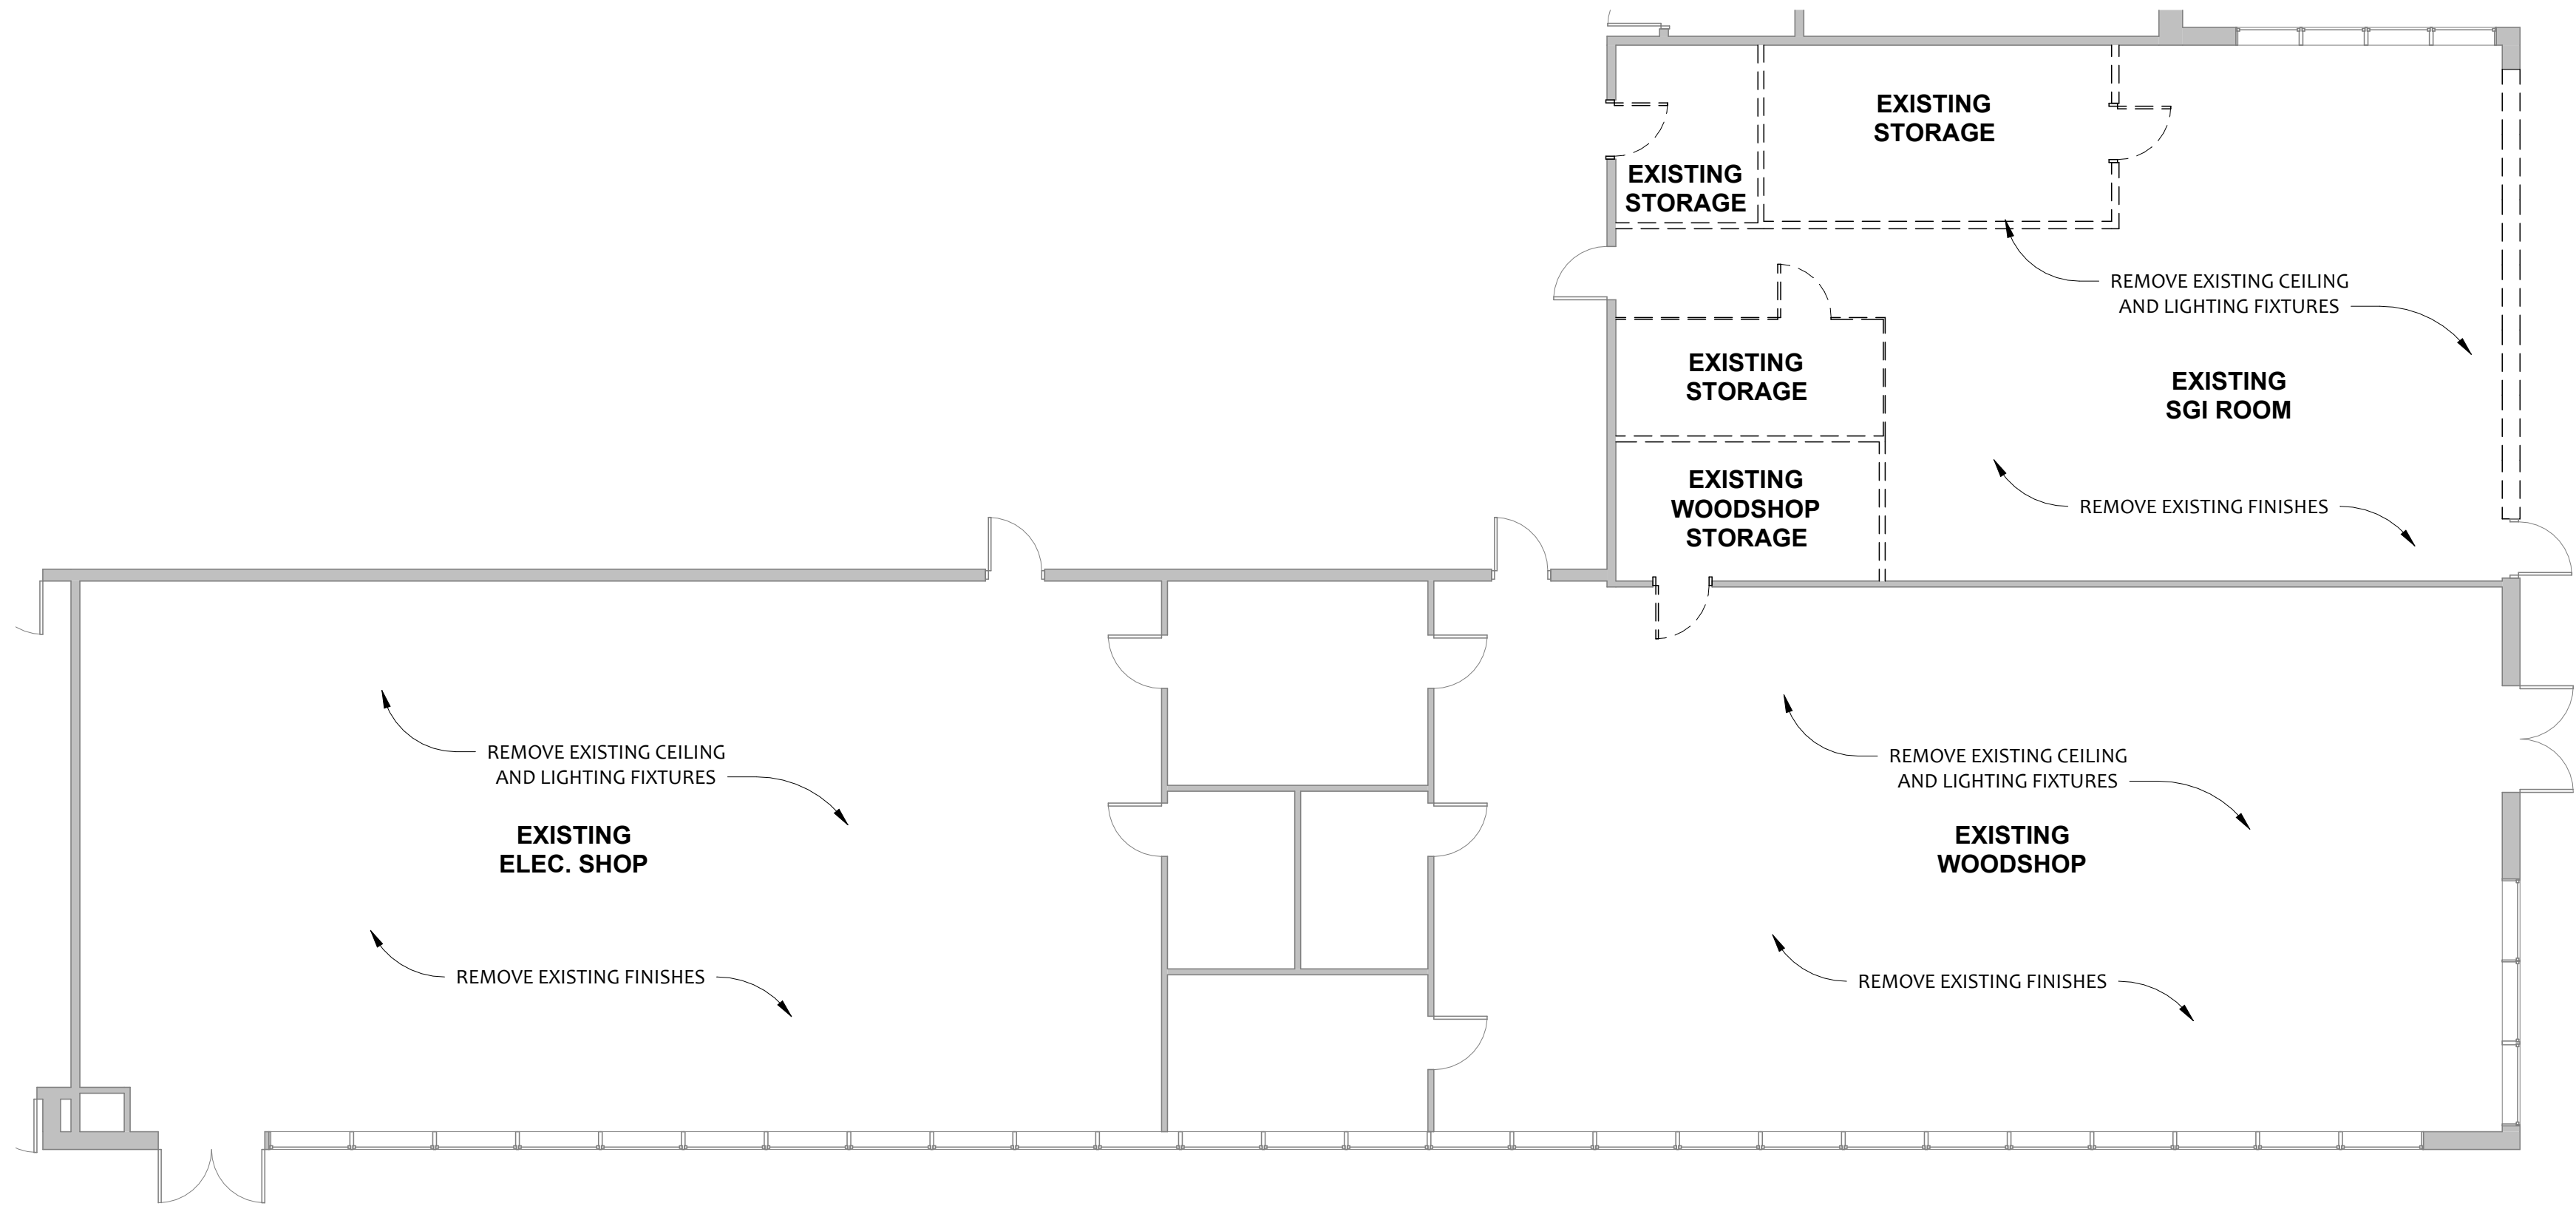 EXISTING
STORAGE
EXISTING
STORAGE
REMOVE EXISTING CEILING
AND LIGHTING FIXTURES
EXISTING
STORAGE
EXISTING
SGI ROOM
EXISTING
WOODSHOP
STORAGE
REMOVE EXISTING FINISHES
REMOVE EXISTING CEILING
AND LIGHTING FIXTURES
EXISTING
ELEC. SHOP
REMOVE EXISTING FINISHES
REMOVE EXISTING CEILING
AND LIGHTING FIXTURES
EXISTING
WOODSHOP
REMOVE EXISTING FINISHES